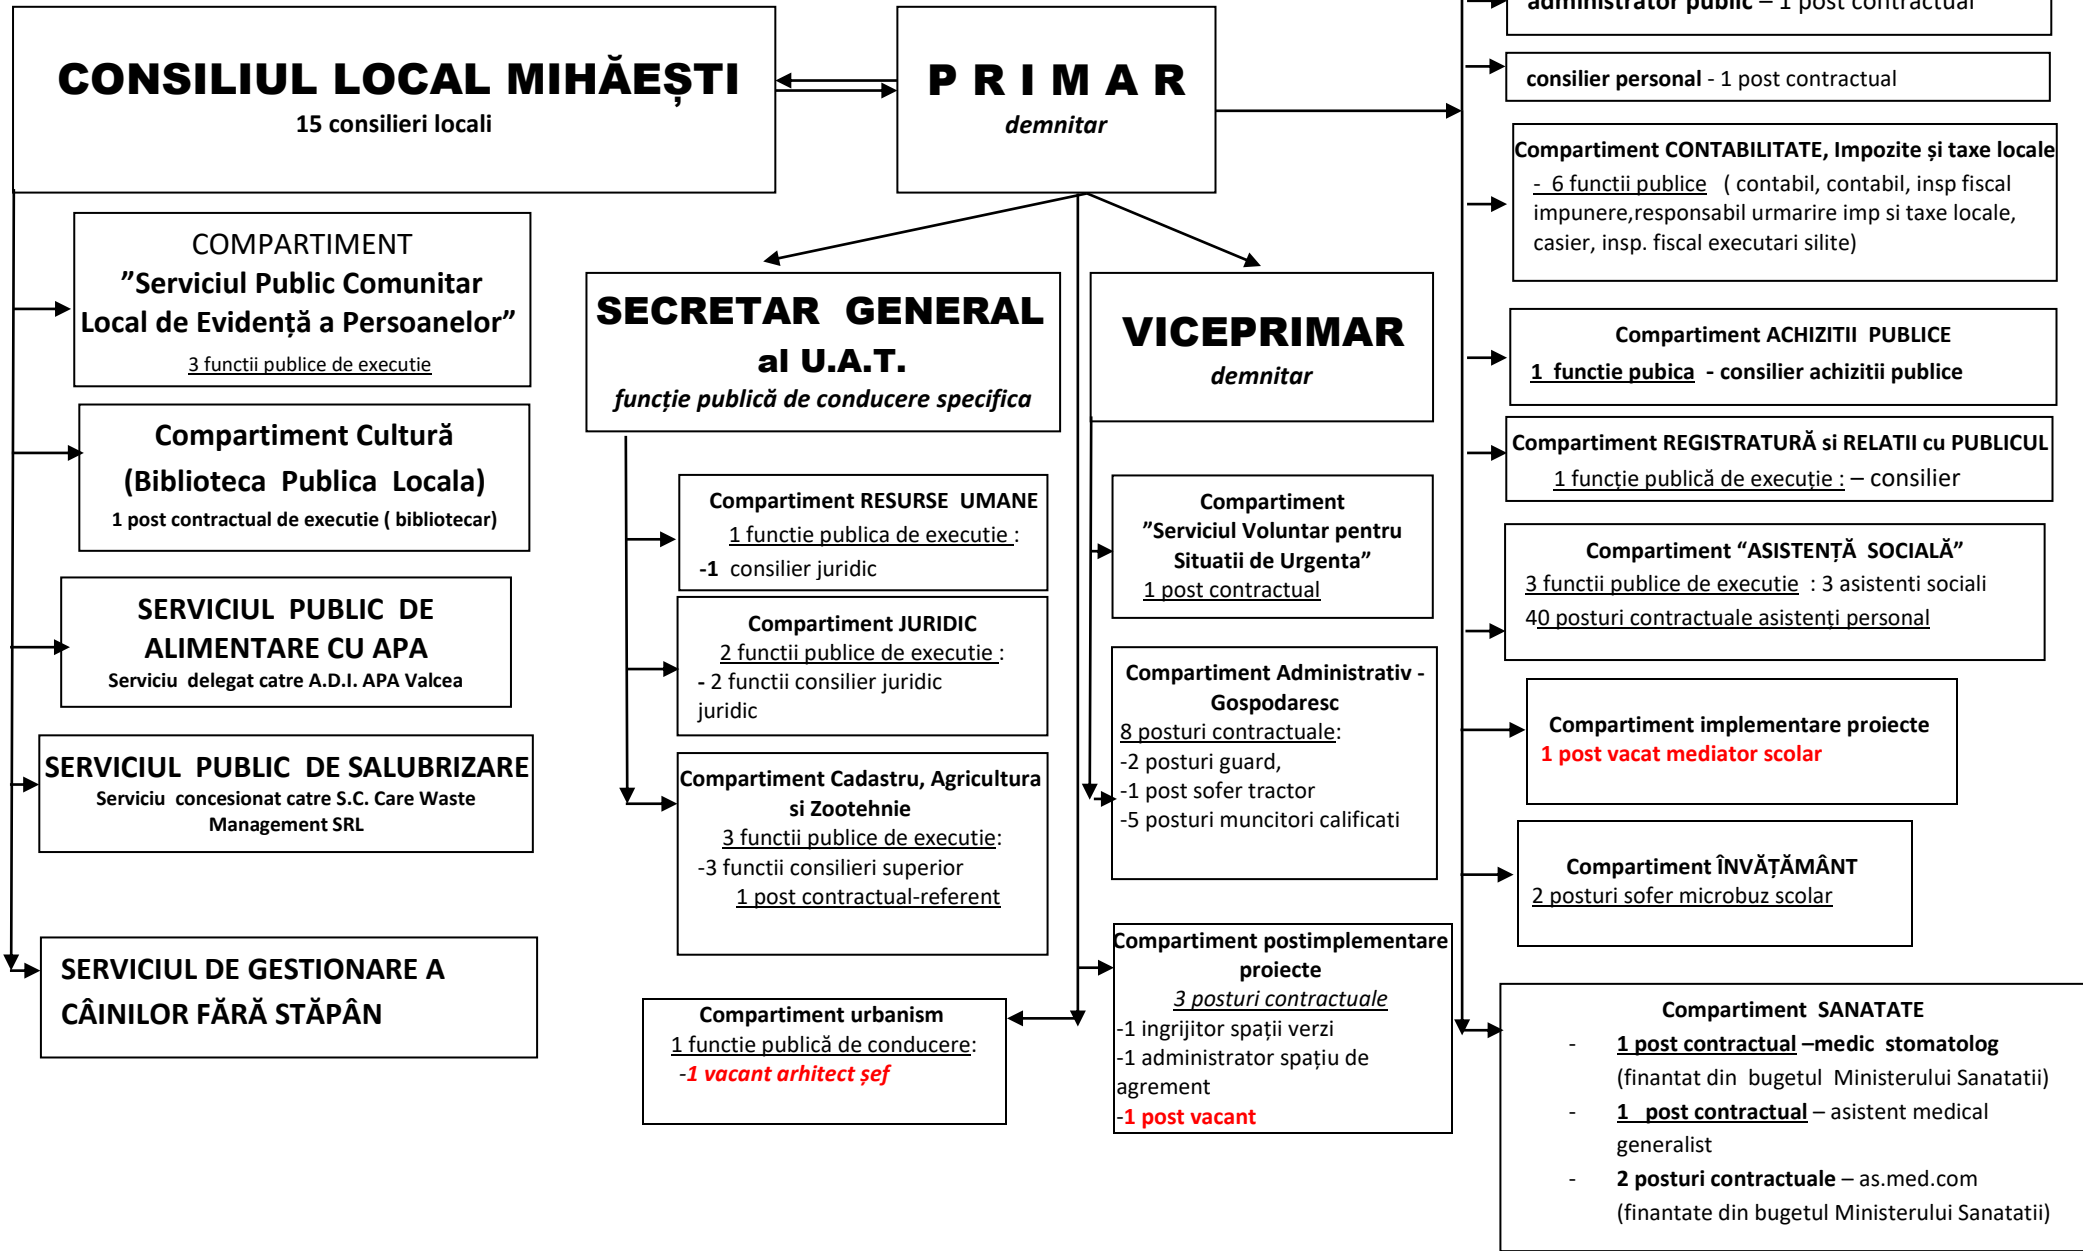 CONSILIUL LOCAL MIHĂEȘTI
15 consilieri locali
P R I M A R
demnitar
COMPARTIMENT
”Serviciul Public Comunitar
Local de Evidență a Persoanelor”
3 functii publice de executie
Compartiment Cultură
(Biblioteca Publica Locala)
1 post contractual de executie ( bibliotecar)
SERVICIUL PUBLIC DE
ALIMENTARE CU APA
Serviciu delegat catre A.D.I. APA Valcea
SERVICIUL PUBLIC DE SALUBRIZARE
Serviciu concesionat catre S.C. Care Waste
Management SRL
SERVICIUL DE GESTIONARE A
CÂINILOR FĂRĂ STĂPÂN
SECRETAR GENERAL
al U.A.T.
funcție publică de conducere specifica
Compartiment RESURSE UMANE
1 functie publica de executie :
-1 consilier juridic
Compartiment JURIDIC
2 functii publice de executie :
- 2 functii consilier juridic
juridic
Compartiment Cadastru, Agricultura
si Zootehnie
3 functii publice de executie:
-3 functii consilieri superior
1 post contractual-referent
Compartiment urbanism
1 functie publică de conducere:
-1 vacant arhitect șef
VICEPRIMAR
demnitar
Compartiment
”Serviciul Voluntar pentru
Situatii de Urgenta”
1 post contractual
Compartiment Administrativ -
Gospodaresc
8 posturi contractuale:
-2 posturi guard,
-1 post sofer tractor
-5 posturi muncitori calificati
Compartiment postimplementare
proiecte
3 posturi contractuale
-1 ingrijitor spații verzi
-1 administrator spațiu de
agrement
-1 post vacant
administrator public – 1 post contractual
consilier personal - 1 post contractual
Compartiment CONTABILITATE, Impozite și taxe locale
- 6 functii publice ( contabil, contabil, insp fiscal
impunere,responsabil urmarire imp si taxe locale,
casier, insp. fiscal executari silite)
Compartiment ACHIZITII PUBLICE
1 functie pubica - consilier achizitii publice
Compartiment REGISTRATURĂ si RELATII cu PUBLICUL
1 funcție publică de execuție : – consilier
Compartiment “ASISTENȚĂ SOCIALĂ”
3 functii publice de executie : 3 asistenti sociali
40 posturi contractuale asistenți personal
Compartiment implementare proiecte
1 post vacat mediator scolar
Compartiment ÎNVĂȚĂMÂNT
2 posturi sofer microbuz scolar
Compartiment SANATATE
- 1 post contractual –medic stomatolog
(finantat din bugetul Ministerului Sanatatii)
- 1 post contractual – asistent medical
generalist
- 2 posturi contractuale – as.med.com
(finantate din bugetul Ministerului Sanatatii)